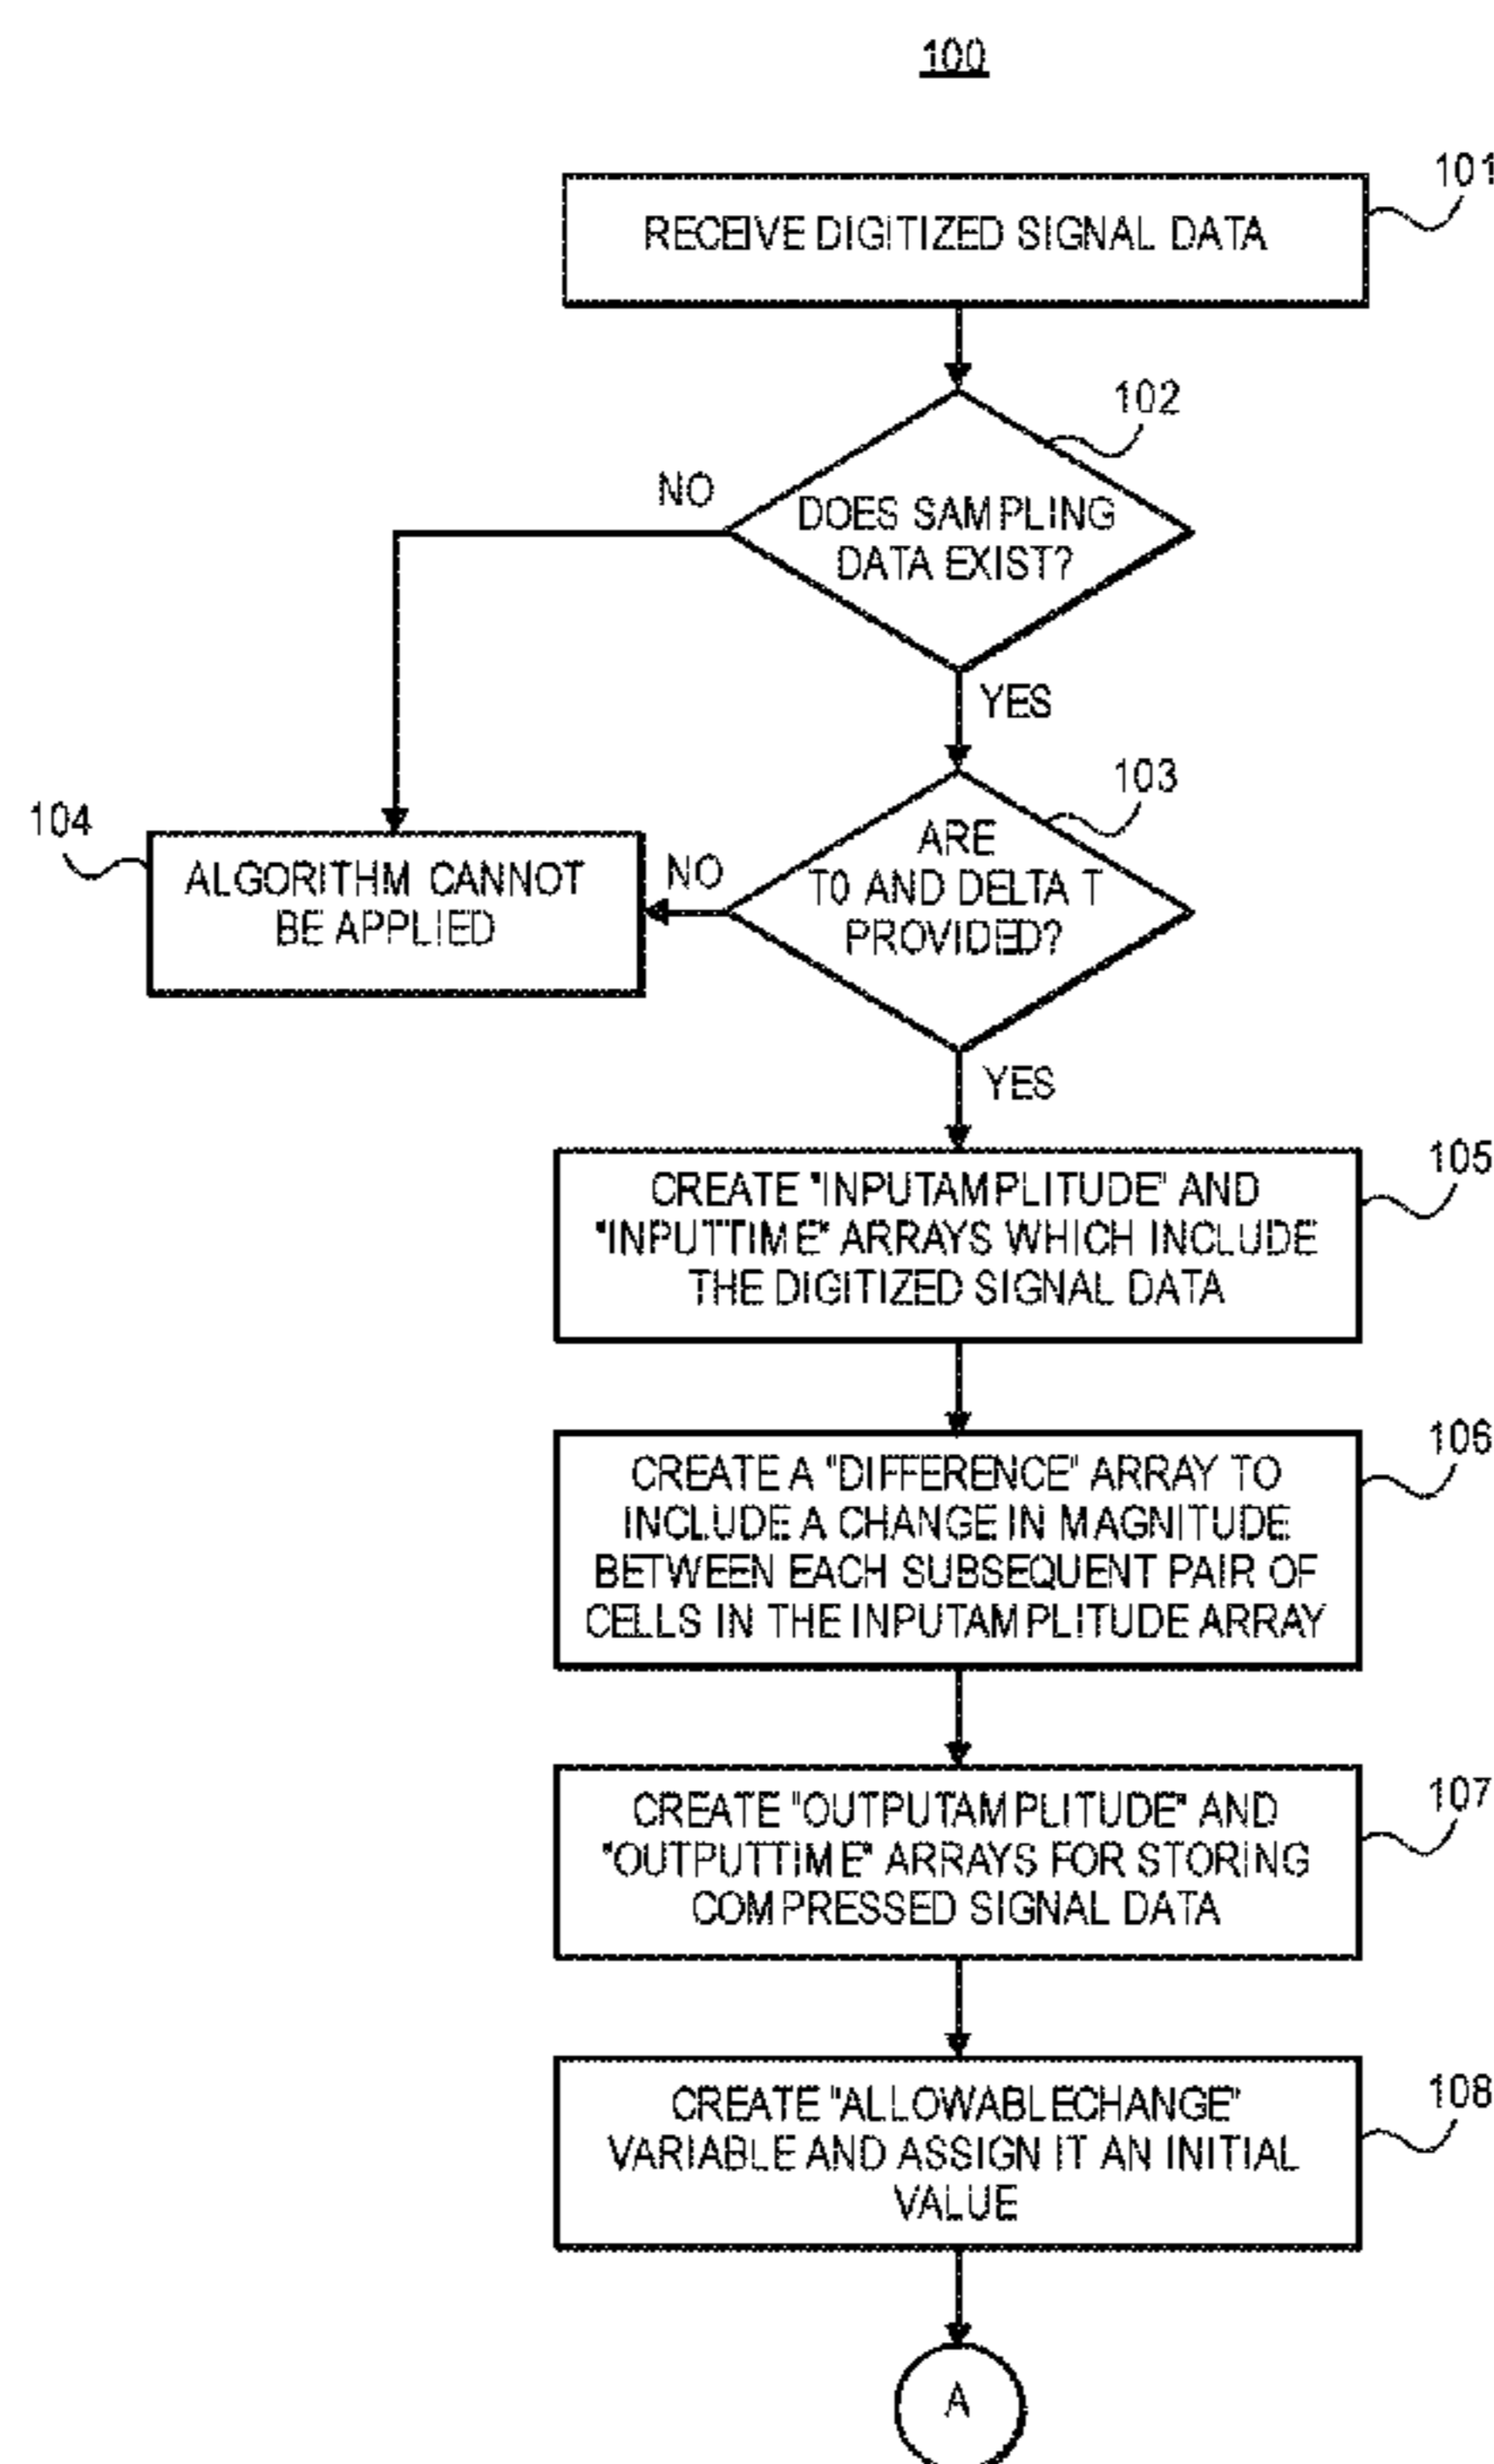 100
101
RECEIVE DIGITIZED SIGNAL DATA
102
NO
DOES SAMPLING
DATA EXIST?
YES
103
104
ARE
T0 AND DELTA T
PROVIDED?
NO
ALGORITHM CANNOT
BE APPLIED
YES
105
CREATE "INPUTAMPLITUDE" AND
"INPUTTIME" ARRAYS WHICH INCLUDE
THE DIGITIZED SIGNAL DATA
106
CREATE A "DIFFERENCE" ARRAY TO
INCLUDE A CHANGE IN MAGNITUDE
BETWEEN EACH SUBSEQUENT PAIR OF
CELLS IN THE INPUTAMPLITUDE ARRAY
107
CREATE "OUTPUTAMPLITUDE" AND
"OUTPUTTIME" ARRAYS FOR STORING
COMPRESSED SIGNAL DATA
108
CREATE "ALLOWABLECHANGE"
VARIABLE AND ASSIGN IT AN INITIAL
VALUE
A